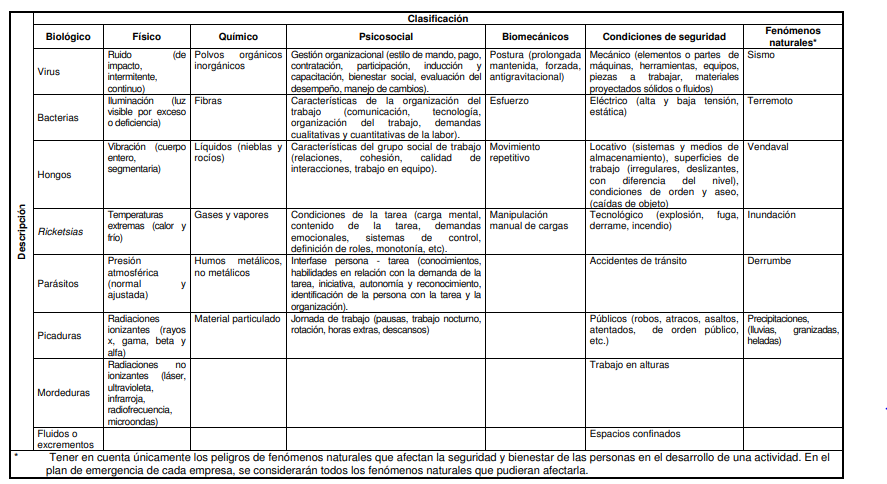 Clasificación
Biológico Físico Químico Psicosocial Biomecánicos Condiciones de seguridad Fenómenos
naturales*
Descripción
Virus
Ruido (de
impacto,
intermitente,
continuo)
Polvos orgánicos
inorgánicos
Gestión organizacional (estilo de mando, pago,
contratación, participación, inducción y
capacitación, bienestar social, evaluación del
desempeño, manejo de cambios).
Postura (prolongada
mantenida, forzada,
antigravitacional)
Mecánico (elementos o partes de
máquinas, herramientas, equipos,
piezas a trabajar, materiales
proyectados sólidos o fluidos)
Sismo
Bacterias
Iluminación (luz
visible por exceso
o deficiencia)
Fibras
Características de la organización del
trabajo (comunicación, tecnología,
organización del trabajo, demandas
cualitativas y cuantitativas de la labor).
Esfuerzo
Eléctrico (alta y baja tensión,
estática)
Terremoto
Hongos
Vibración (cuerpo
entero,
segmentaria)
Líquidos (nieblas y
rocíos)
Características del grupo social de trabajo
(relaciones, cohesión, calidad de
interacciones, trabajo en equipo).
Movimiento
repetitivo
Locativo (sistemas y medios de
almacenamiento), superficies de
trabajo (irregulares, deslizantes,
con diferencia del nivel),
condiciones de orden y aseo,
(caídas de objeto)
Vendaval
Ricketsias
Temperaturas
extremas (calor y
frío)
Gases y vapores
Condiciones de la tarea (carga mental,
contenido de la tarea, demandas
emocionales, sistemas de control,
definición de roles, monotonía, etc).
Manipulación
manual de cargas
Tecnológico (explosión, fuga,
derrame, incendio)
Inundación
Parásitos
Presión
atmosférica
(normal y
ajustada)
Humos metálicos,
no metálicos
Interfase persona - tarea (conocimientos,
habilidades en relación con la demanda de la
tarea, iniciativa, autonomía y reconocimiento,
identificación de la persona con la tarea y la
organización).
Accidentes de tránsito
Derrumbe
Picaduras
Radiaciones
ionizantes (rayos
x, gama, beta y
alfa)
Material particulado
Jornada de trabajo (pausas, trabajo nocturno,
rotación, horas extras, descansos)
Públicos (robos, atracos, asaltos,
atentados, de orden público,
etc.)
Precipitaciones,
(lluvias, granizadas,
heladas)
Mordeduras
Radiaciones no
ionizantes (láser,
ultravioleta,
infrarroja,
radiofrecuencia,
microondas)
Trabajo en alturas
Fluidos o
excrementos
Espacios confinados
* Tener en cuenta únicamente los peligros de fenómenos naturales que afectan la seguridad y bienestar de las personas en el desarrollo de una actividad. En el
plan de emergencia de cada empresa, se considerarán todos los fenómenos naturales que pudieran afectarla.